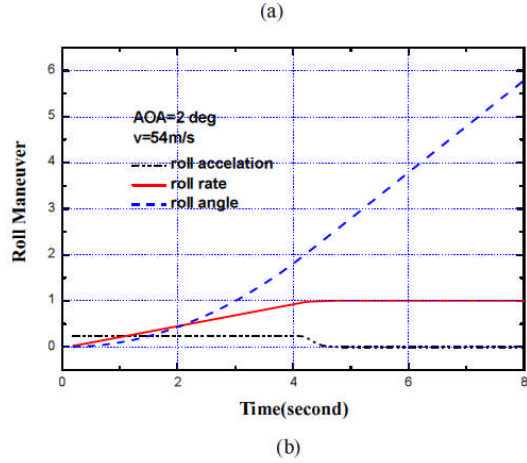 (a)
6
5
4
3
2
1
0
Roll Maneuver
AOA=2 deg
v=54m/s
roll accelation
roll rate
roll angle
0 2 4 6 8
Time(second)
(b)